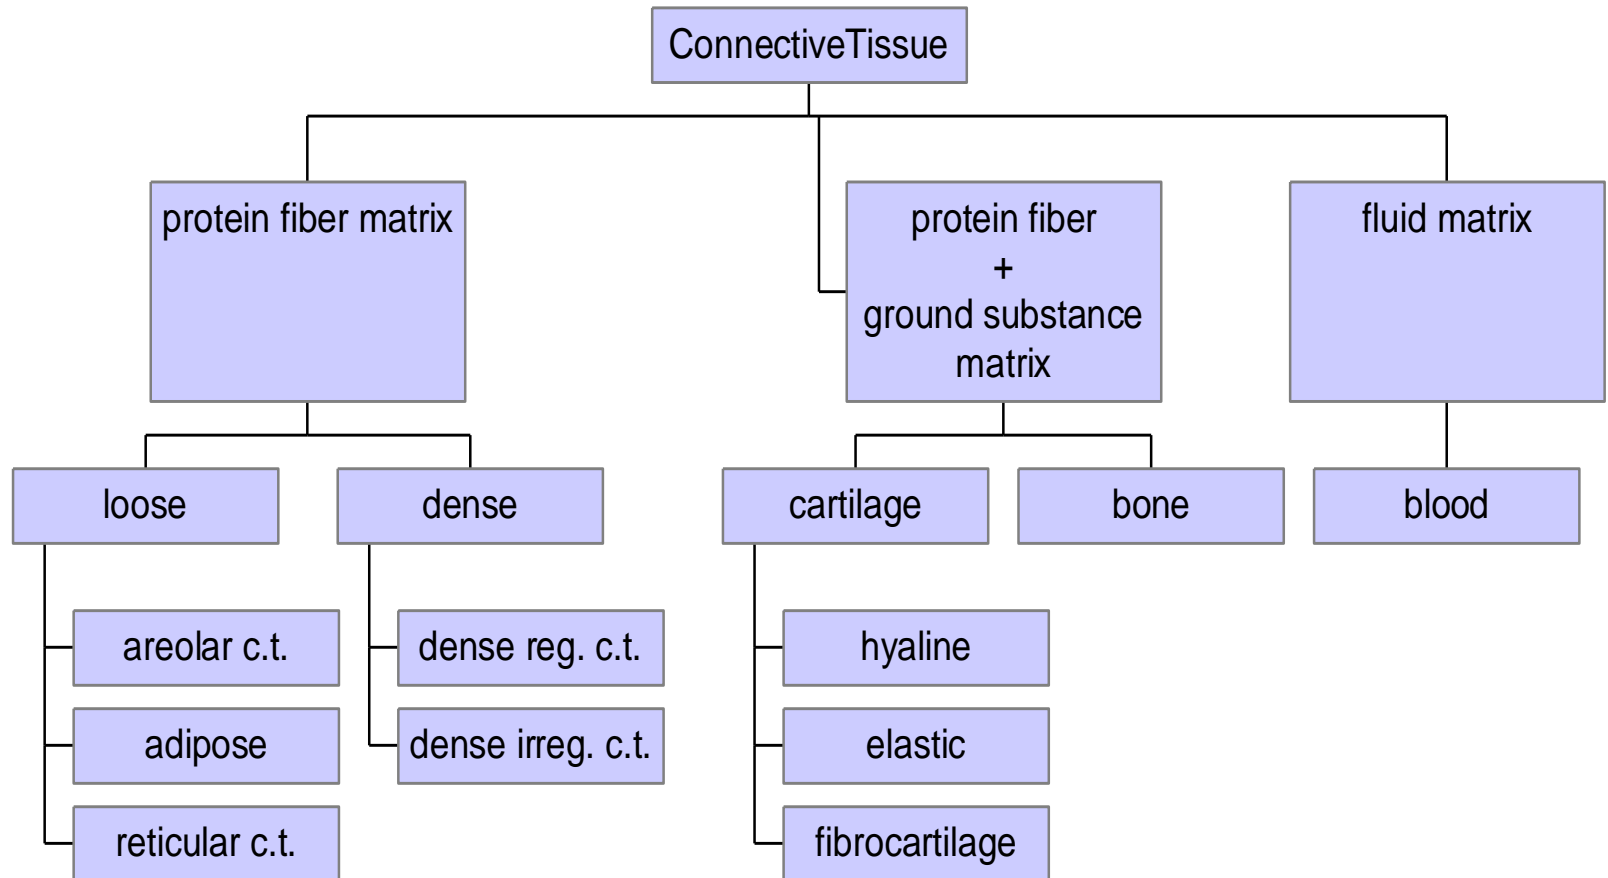 ConnectiveTissue
protein fiber matrix
protein fiber
+
ground substance
matrix
fluid matrix
loose
dense
cartilage
bone
blood
areolar c.t.
dense reg. c.t.
hyaline
adipose
dense irreg. c.t.
elastic
reticular c.t.
fibrocartilage